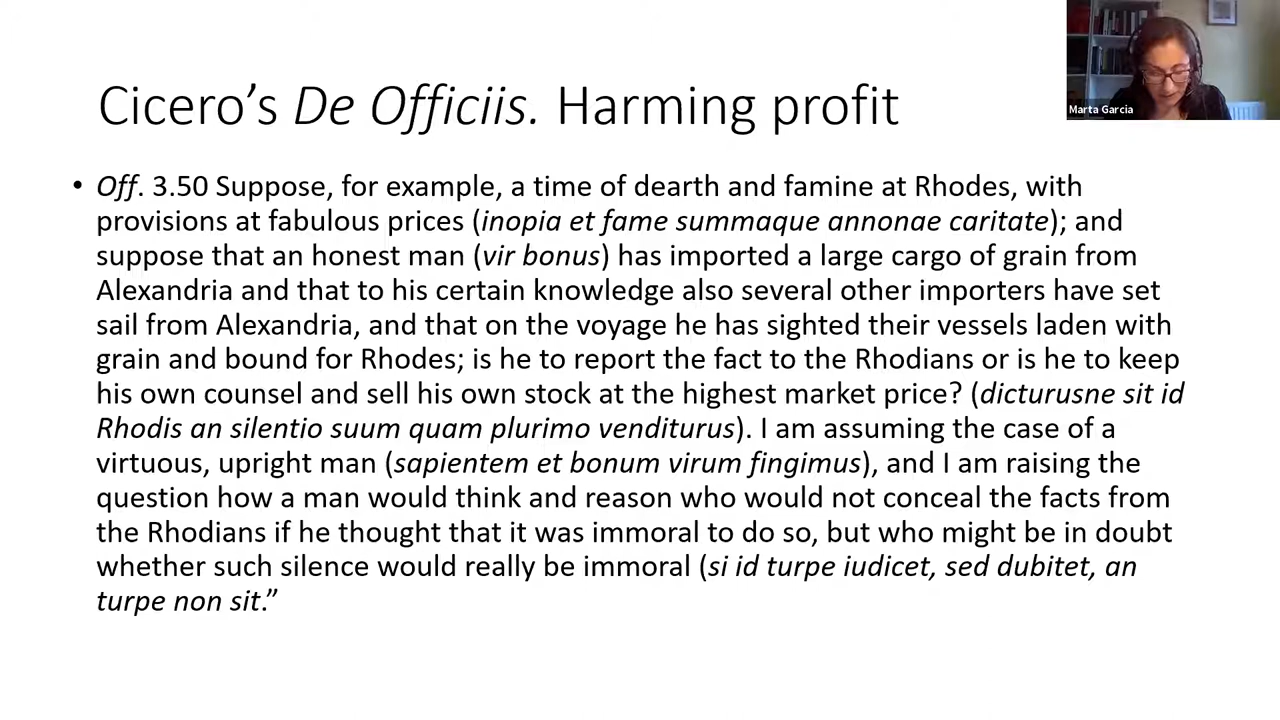 Marta Garcia
Cicero’s De Officiis. Harming profit
• Off. 3.50 Suppose, for example, a time of dearth and famine at Rhodes, with
provisions at fabulous prices (inopia et fame summaque annonae caritate); and
suppose that an honest man (vir bonus) has imported a large cargo of grain from
Alexandria and that to his certain knowledge also several other importers have set
sail from Alexandria, and that on the voyage he has sighted their vessels laden with
grain and bound for Rhodes; is he to report the fact to the Rhodians or is he to keep
his own counsel and sell his own stock at the highest market price? (dicturusne sit id
Rhodis an silentio suum quam plurimo venditurus). I am assuming the case of a
virtuous, upright man (sapientem et bonum virum fingimus), and I am raising the
question how a man would think and reason who would not conceal the facts from
the Rhodians if he thought that it was immoral to do so, but who might be in doubt
whether such silence would really be immoral (si id turpe iudicet, sed dubitet, an
turpe non sit.”